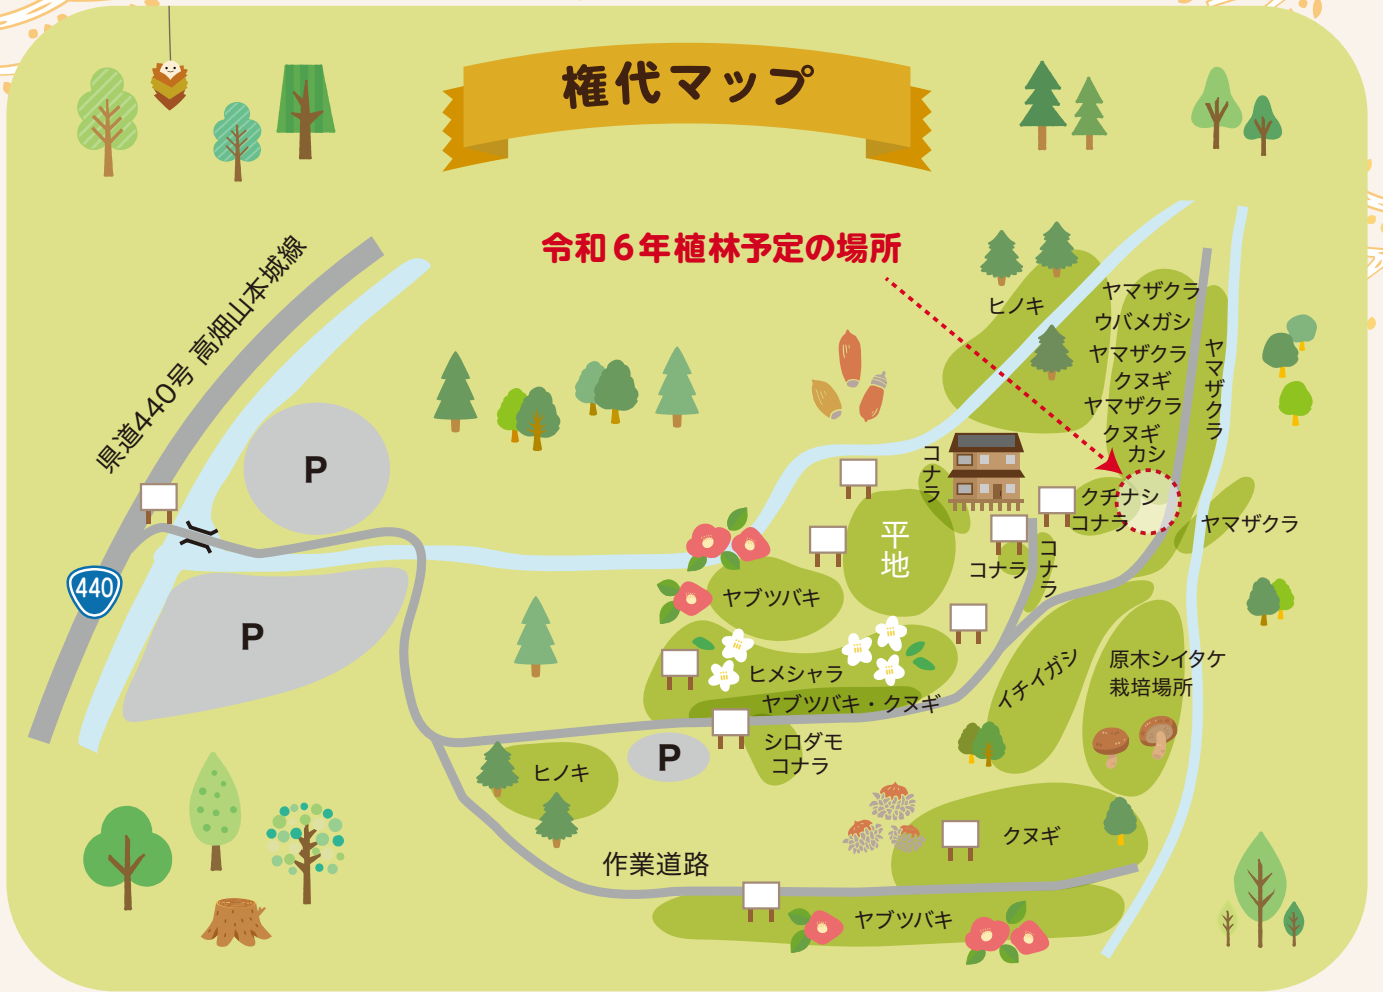 権代マップ
令和6年植林予定の場所
県道440号 高畑山本城線
ヒノキ
ヤマザクラ
ウバメガシ
ヤマザクラ
クヌギ
ヤマザクラ
クヌギ
カシ
ヤマザクラ
コナラ
P
クチナシ
コナラ
ヤマザクラ
平地
コナラ
コナラ
440
P
ヤブツバキ
ヒメシャラ
ヤブツバキ・クヌギ
イチイガシ
原木シイタケ
栽培場所
シロダモ
コナラ
P
ヒノキ
クヌギ
作業道路
ヤブツバキ